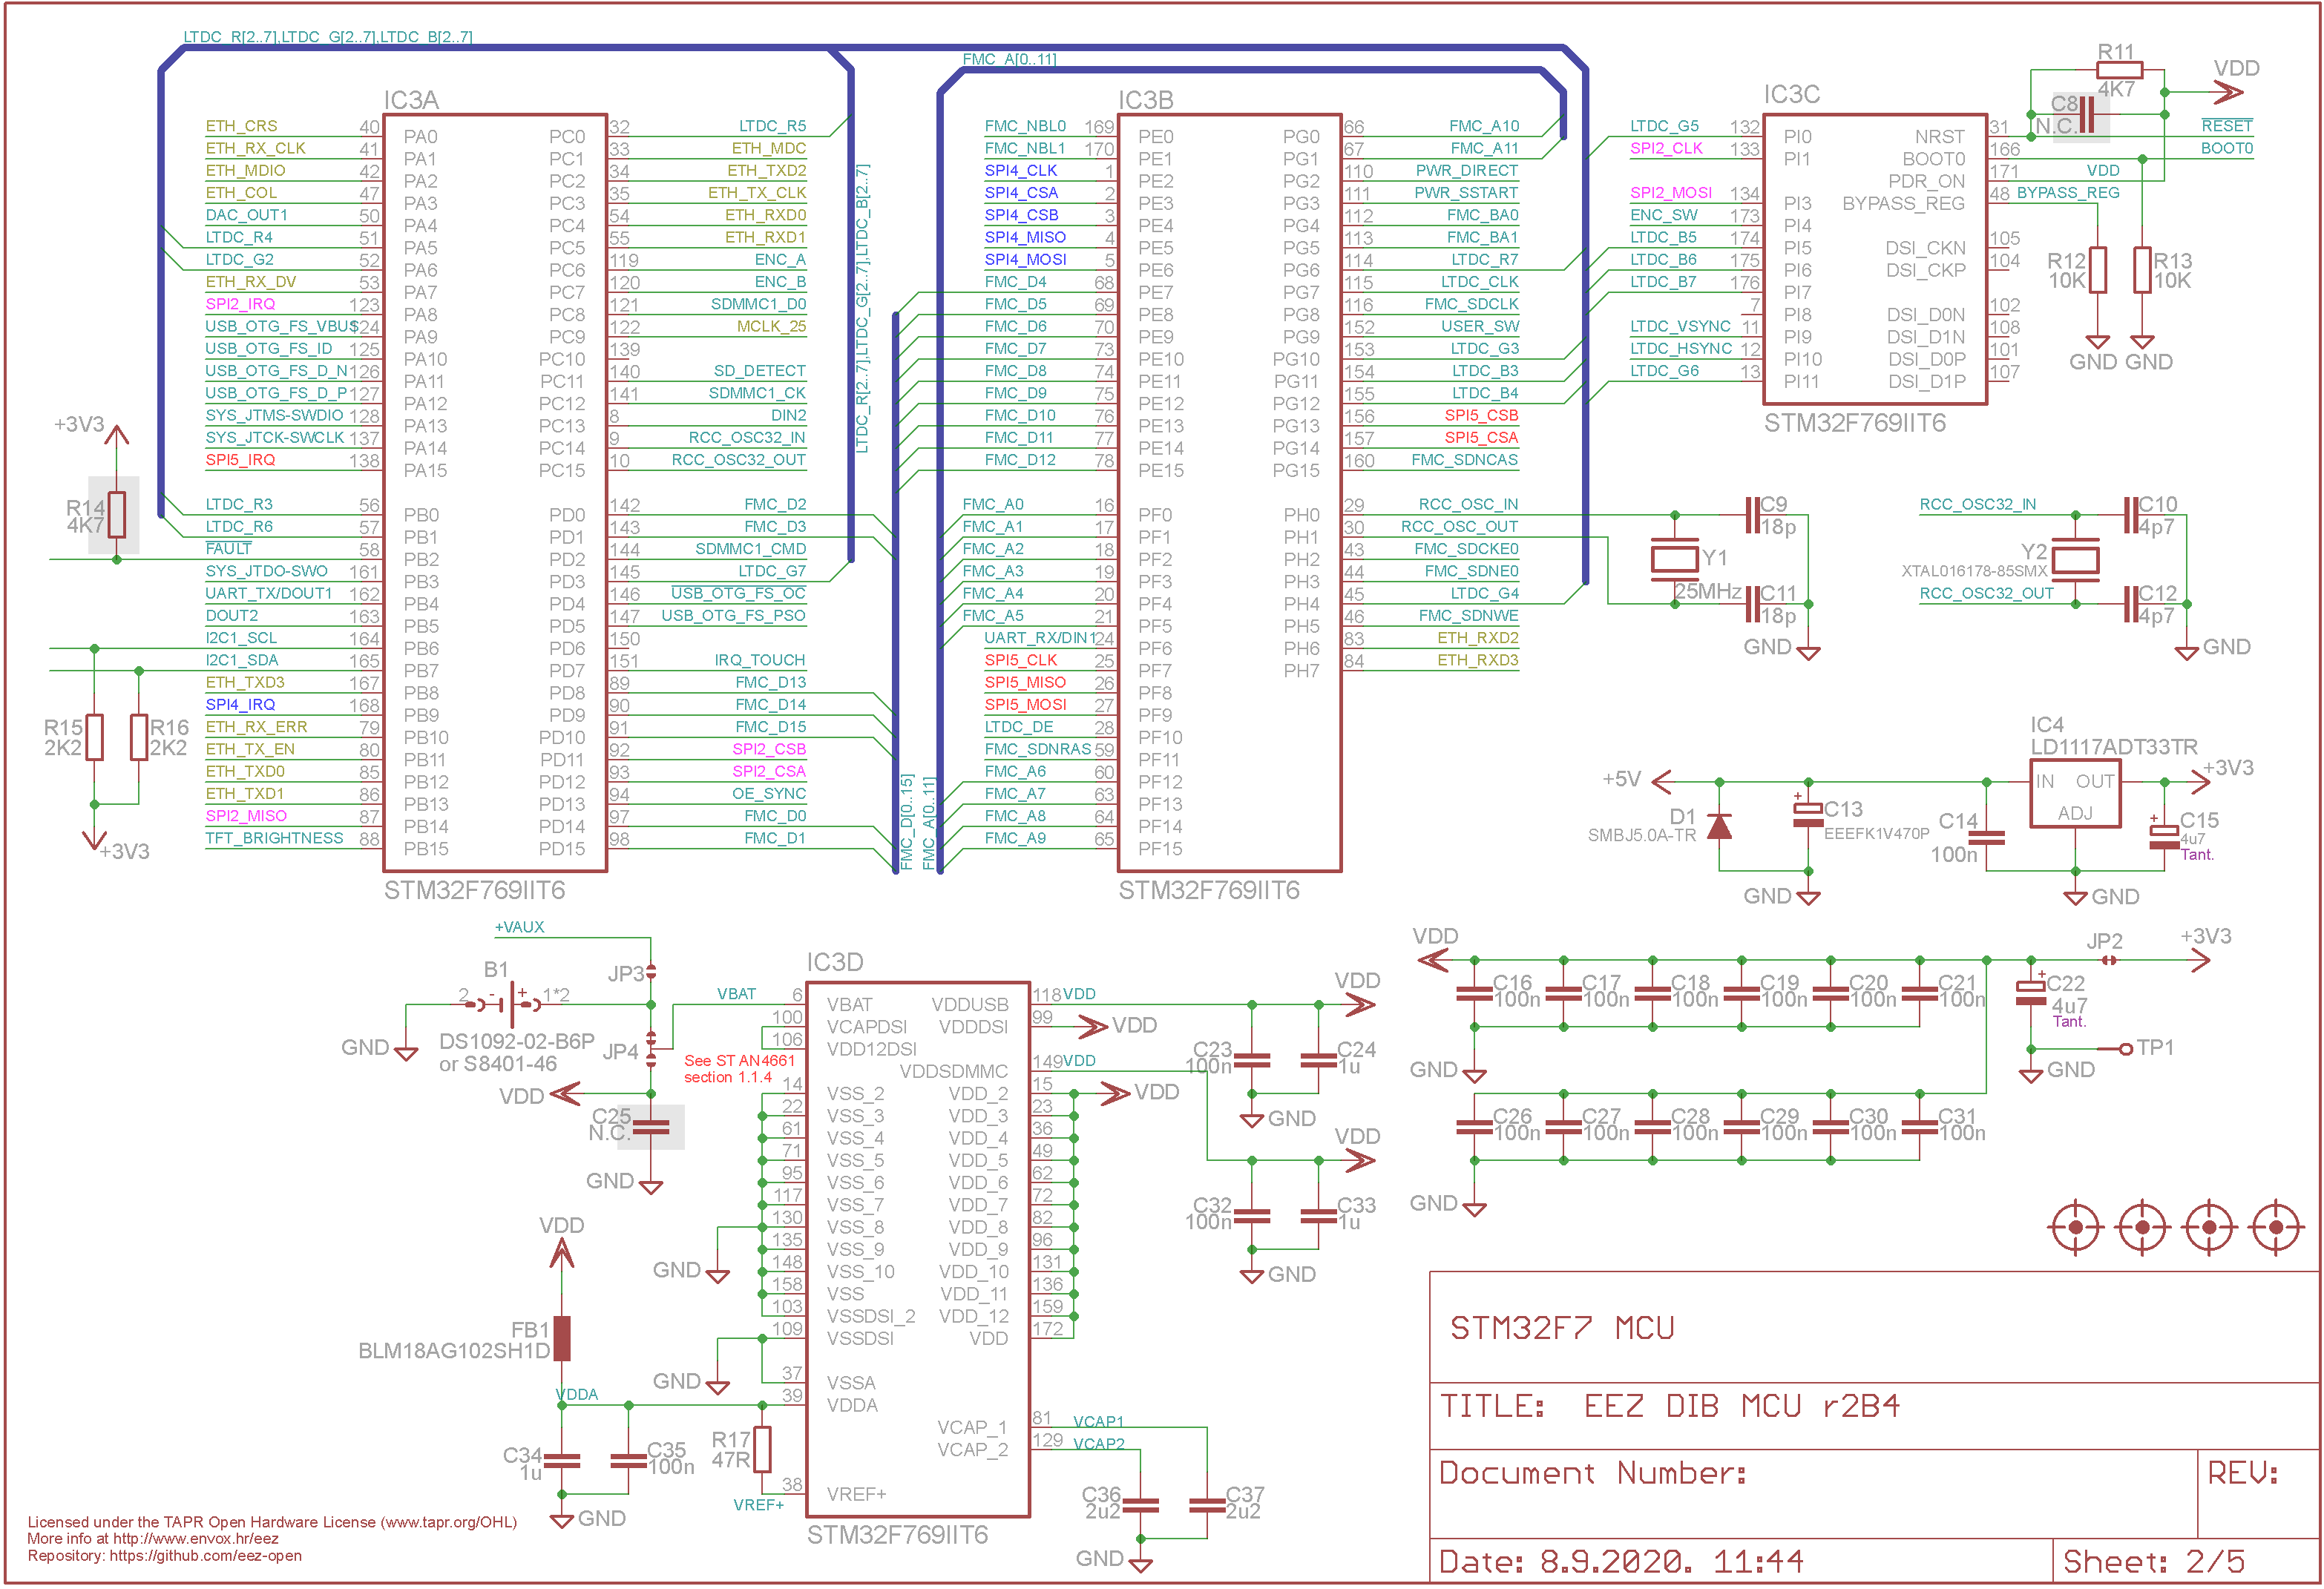 LTDC_R[2..7],LTDC_G[2..7],LTDC_B[2..7]
FMC_A[0..11]
IC3A
ETH_CRS 40 PA0
ETH_RX_CLK 41 PA1
ETH_MDIO 42 PA2
ETH_COL 47 PA3
DAC_OUT1 50 PA4
LTDC_R4 51 PA5
LTDC_G2 52 PA6
ETH_RX_DV 53 PA7
SPI2_IRQ 123 PA8
USB_OTG_FS_VBUS 124 PA9
USB_OTG_FS_ID 125 PA10
USB_OTG_FS_D_N 126 PA11
USB_OTG_FS_D_P 127 PA12
SYS_JTMS-SWDIO 128 PA13
SYS_JTCK-SWCLK 137 PA14
SPI5_IRQ 138 PA15
LTDC_R3 56 PB0
LTDC_R6 57 PB1
FAULT 58 PB2
SYS_JTDO-SWO 161 PB3
UART_TX/DOUT1 162 PB4
DOUT2 163 PB5
I2C1_SCL 164 PB6
I2C1_SDA 165 PB7
ETH_TXD3 167 PB8
SPI4_IRQ 168 PB9
ETH_RX_ERR 79 PB10
ETH_TX_EN 80 PB11
ETH_TXD0 85 PB12
ETH_TXD1 86 PB13
SPI2_MISO 87 PB14
TFT_BRIGHTNESS 88 PB15
PC0 32 LTDC_R5
PC1 33 ETH_MDC
PC2 34 ETH_TXD2
PC3 35 ETH_TX_CLK
PC4 54 ETH_RXD0
PC5 55 ETH_RXD1
PC6 119 ENC_A
PC7 120 ENC_B
PC8 121 SDMMC1_D0
PC9 122 MCLK_25
PC10 139
PC11 140 SD_DETECT
PC12 141 SDMMC1_CK
PC13 8 DIN2
PC14 9 RCC_OSC32_IN
PC15 10 RCC_OSC32_OUT
PD0 142 FMC_D2
PD1 143 FMC_D3
PD2 144 SDMMC1_CMD
PD3 145 LTDC_G7
PD4 146 USB_OTG_FS_OC
PD5 147 USB_OTG_FS_PSO
PD6 150
PD7 151 IRQ_TOUCH
PD8 89 FMC_D13
PD9 90 FMC_D14
PD10 91 FMC_D15
PD11 92 SPI2_CSB
PD12 93 SPI2_CSA
PD13 94 OE_SYNC
PD14 97 FMC_D0
PD15 98 FMC_D1
STM32F769IIT6
LTDC_R[2..7],LTDC_G[2..7],LTDC_B[2..7]
FMC_D[0..15]
FMC_A[0..11]
+3V3
R14
4K7
R15
2K2
R16
2K2
+3V3
IC3B
FMC_NBL0 169 PE0
FMC_NBL1 170 PE1
SPI4_CLK 1 PE2
SPI4_CSA 2 PE3
SPI4_CSB 3 PE4
SPI4_MISO 4 PE5
SPI4_MOSI 5 PE6
FMC_D4 68 PE7
FMC_D5 69 PE8
FMC_D6 70 PE9
FMC_D7 73 PE10
FMC_D8 74 PE11
FMC_D9 75 PE12
FMC_D10 76 PE13
FMC_D11 77 PE14
FMC_D12 78 PE15
FMC_A0 16 PF0
FMC_A1 17 PF1
FMC_A2 18 PF2
FMC_A3 19 PF3
FMC_A4 20 PF4
FMC_A5 21 PF5
UART_RX/DIN1 24 PF6
SPI5_CLK 25 PF7
SPI5_MISO 26 PF8
SPI5_MOSI 27 PF9
LTDC_DE 28 PF10
FMC_SDNRAS 59 PF11
FMC_A6 60 PF12
FMC_A7 63 PF13
FMC_A8 64 PF14
FMC_A9 65 PF15
PG0 66 FMC_A10
PG1 67 FMC_A11
PG2 110 PWR_DIRECT
PG3 111 PWR_SSTART
PG4 112 FMC_BA0
PG5 113 FMC_BA1
PG6 114 LTDC_R7
PG7 115 LTDC_CLK
PG8 116 FMC_SDCLK
PG9 152 USER_SW
PG10 153 LTDC_G3
PG11 154 LTDC_B3
PG12 155 LTDC_B4
PG13 156 SPI5_CSB
PG14 157 SPI5_CSA
PG15 160 FMC_SDNCAS
PH0 29 RCC_OSC_IN
PH1 30 RCC_OSC_OUT
PH2 43 FMC_SDCKE0
PH3 44 FMC_SDNE0
PH4 45 LTDC_G4
PH5 46 FMC_SDNWE
PH6 83 ETH_RXD2
PH7 84 ETH_RXD3
STM32F769IIT6
IC3C
LTDC_G5 132 PI0
SPI2_CLK 133 PI1
SPI2_MOSI 134 PI3
ENC_SW 173 PI4
LTDC_B5 174 PI5
LTDC_B6 175 PI6
LTDC_B7 176 PI7
7 PI8
LTDC_VSYNC 11 PI9
LTDC_HSYNC 12 PI10
LTDC_G6 13 PI11
NRST 31 RESET
BOOT0 166 BOOT0
PDR_ON 171 VDD
BYPASS_REG 48 BYPASS_REG
DSI_CKN 105
DSI_CKP 104
DSI_D0N 102
DSI_D1N 108
DSI_D0P 101
DSI_D1P 107
STM32F769IIT6
R11
4K7
VDD
C8
N.C.
R12
10K
R13
10K
GND GND
C9
18p
Y1
25MHz
C11
18p
GND
RCC_OSC32_IN
C10
4p7
Y2
XTAL016178-85SMX
RCC_OSC32_OUT
C12
4p7
GND
IC4
LD1117ADT33TR
+5V
IN OUT
ADJ
+3V3
D1
SMBJ5.0A-TR
+
C13
EEEFK1V470P
C14
100n
+
C15
4u7
Tant.
GND
GND
+VAUX
JP3
B1
2 - + 1*2
DS1092-02-B6P
or S8401-46
GND
JP4
VDD
C25
N.C.
GND
See ST AN4661
section 1.1.4
IC3D
VBAT 6 VBAT
100 VCAPDSI
106 VDD12DSI
14 VSS_2
22 VSS_3
61 VSS_4
71 VSS_5
95 VSS_6
117 VSS_7
130 VSS_8
135 VSS_9
148 VSS_10
158 VSS
103 VSSDSI_2
109 VSSDSI
37 VSSA
39 VDDA
38 VREF+
VDDUSB 118 VDD
VDDDSI 99 VDD
VDDSDMMC 149 VDD
VDD_2 15 VDD
VDD_3 23
VDD_4 36
VDD_5 49
VDD_6 62
VDD_7 72
VDD_8 82
VDD_9 96
VDD_10 131
VDD_11 136
VDD_12 159
VDD 172
VCAP_1 81 VCAP1
VCAP_2 129 VCAP2
STM32F769IIT6
GND
GND
VDD
FB1
BLM18AG102SH1D
VDDA
C34
1u
C35
100n
R17
47R
VREF+
GND
VDD
C23
100n
C24
1u
GND
VDD
C32
100n
C33
1u
GND
C36
2u2
C37
2u2
GND
VDD
JP2
+3V3
C16
100n
C17
100n
C18
100n
C19
100n
C20
100n
C21
100n
+
C22
4u7
Tant.
GND
TP1
GND
C26
100n
C27
100n
C28
100n
C29
100n
C30
100n
C31
100n
GND
STM32F7 MCU
TITLE: EEZ DIB MCU r2B4
Document Number:
REV:
Date: 8.9.2020. 11:44
Sheet: 2/5
Licensed under the TAPR Open Hardware License (www.tapr.org/OHL)
More info at http://www.envox.hr/eez
Repository: https://github.com/eez-open